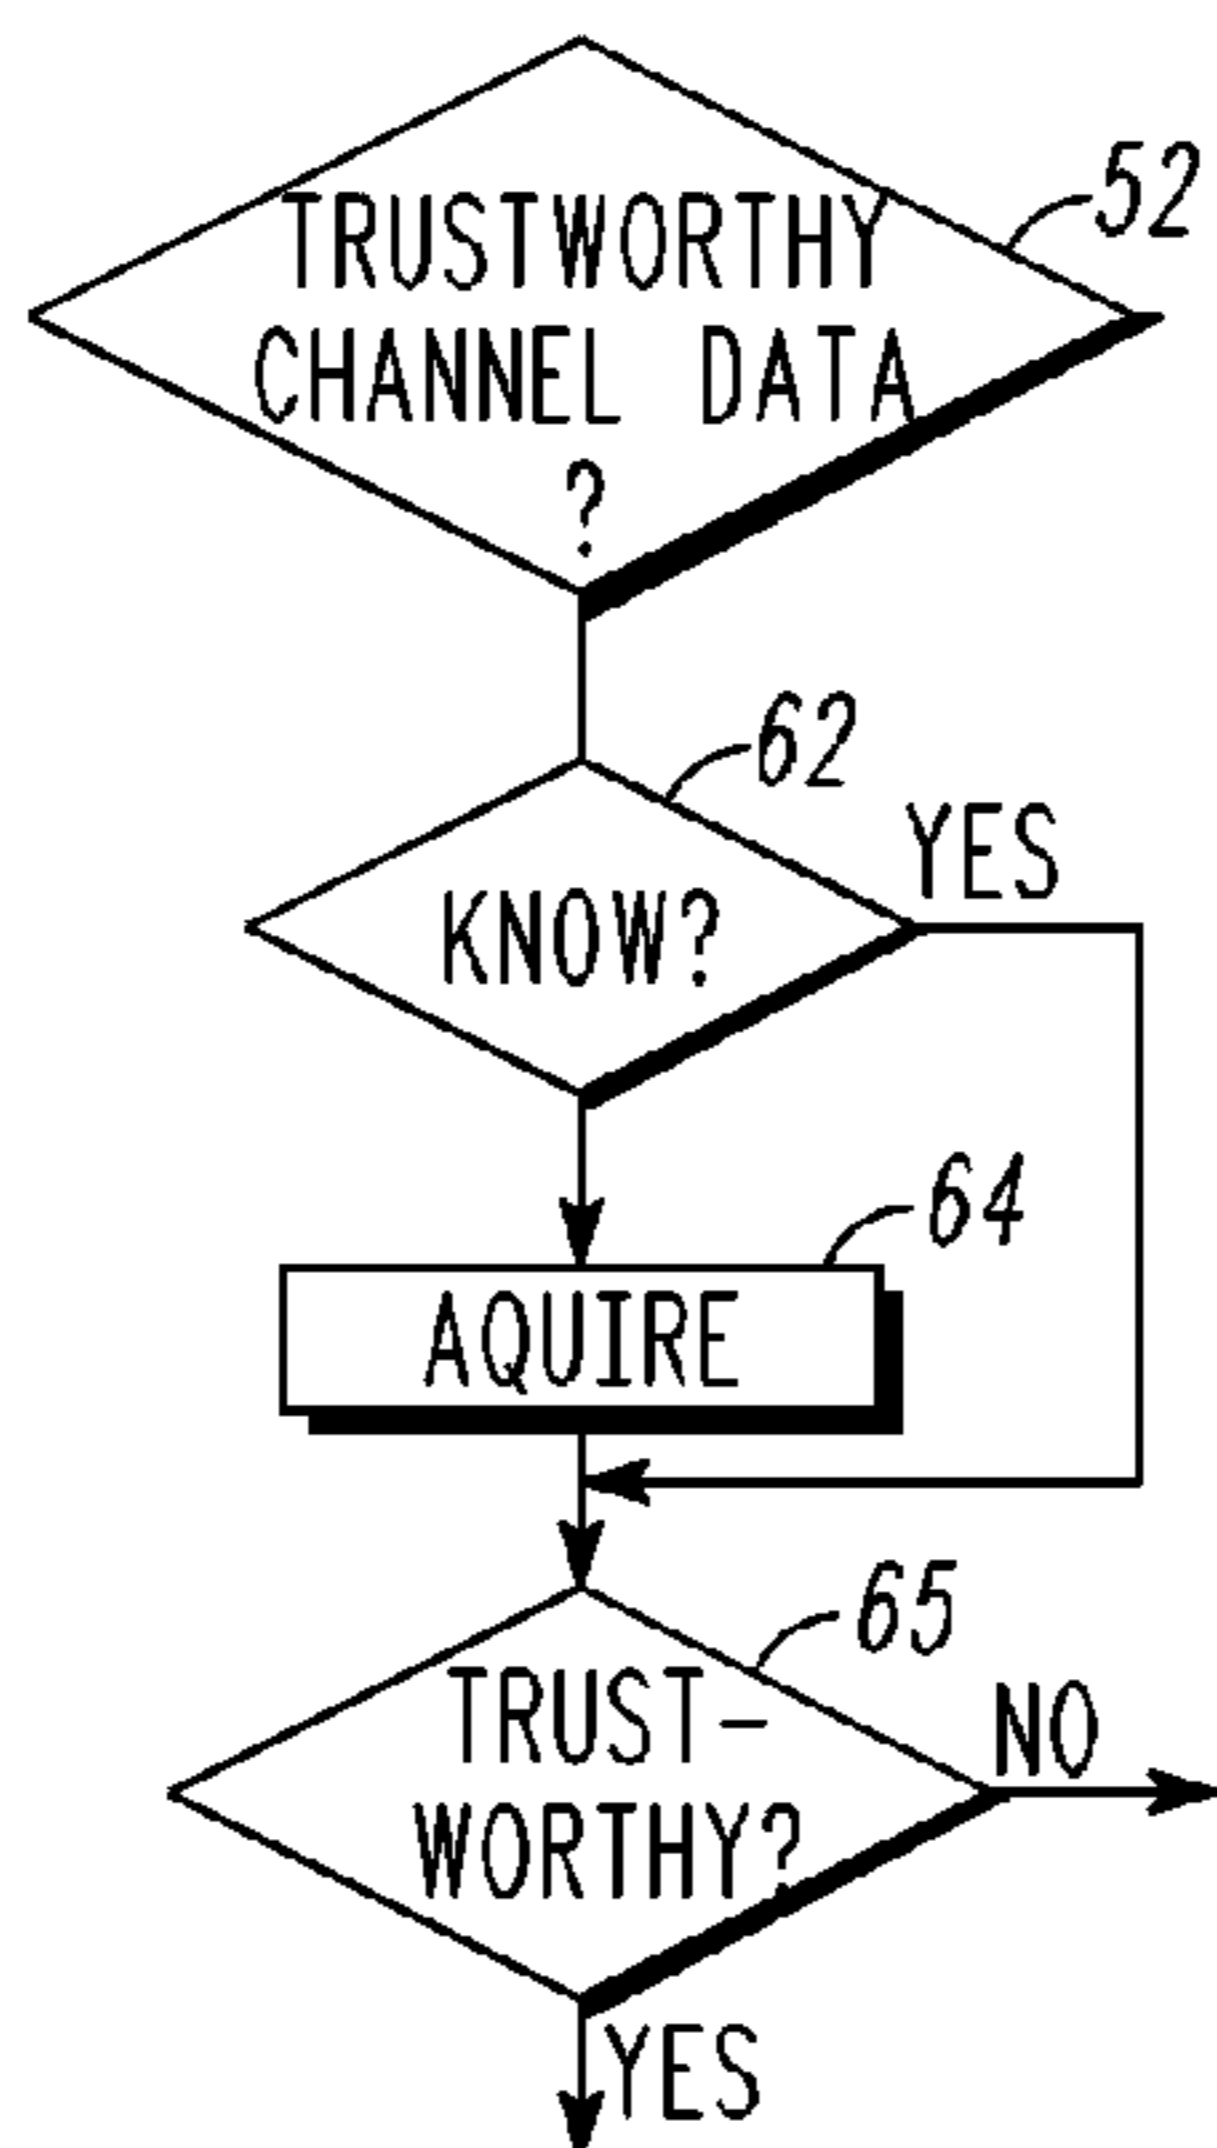 52
TRUSTWORTHY
CHANNEL DATA
?
62
YES
KNOW?
64
AQUIRE
65
TRUST-
NO
WORTHY?
YES